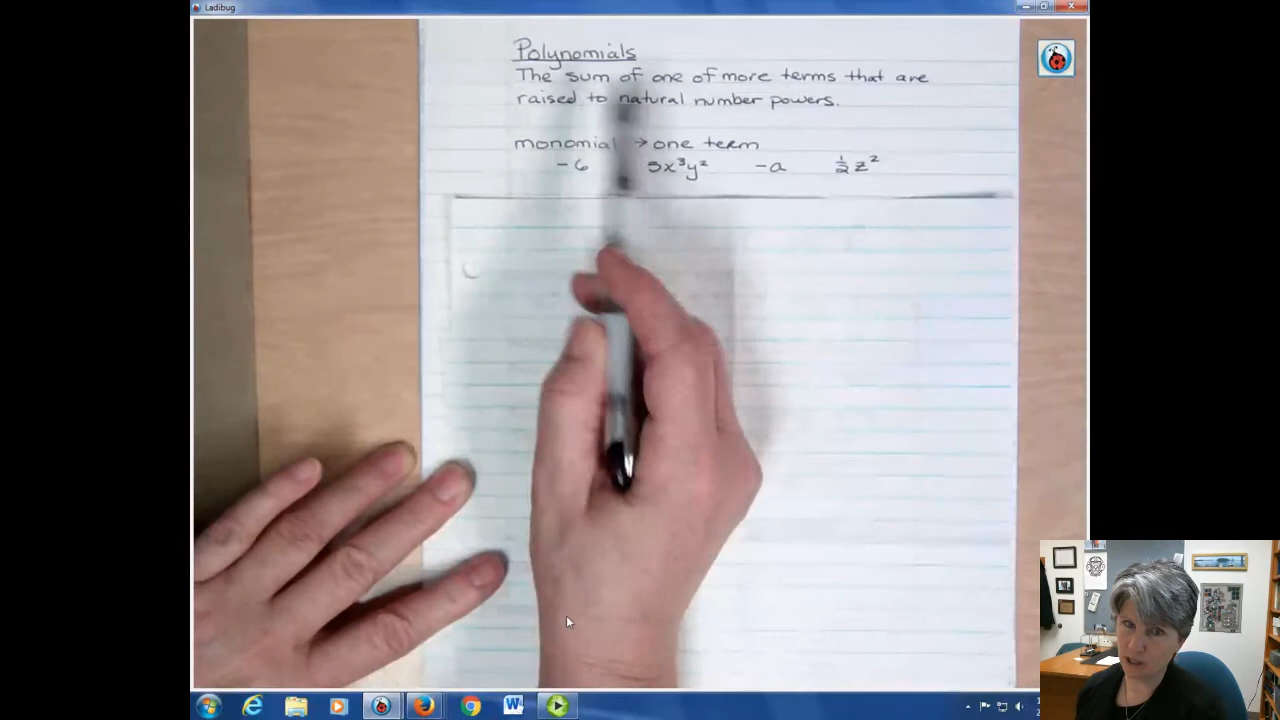 Ladibug
Polynomials
The sum of one of more terms that are
raised to natural number powers.
monomial → one term
-6 5x³y² -a ½z²